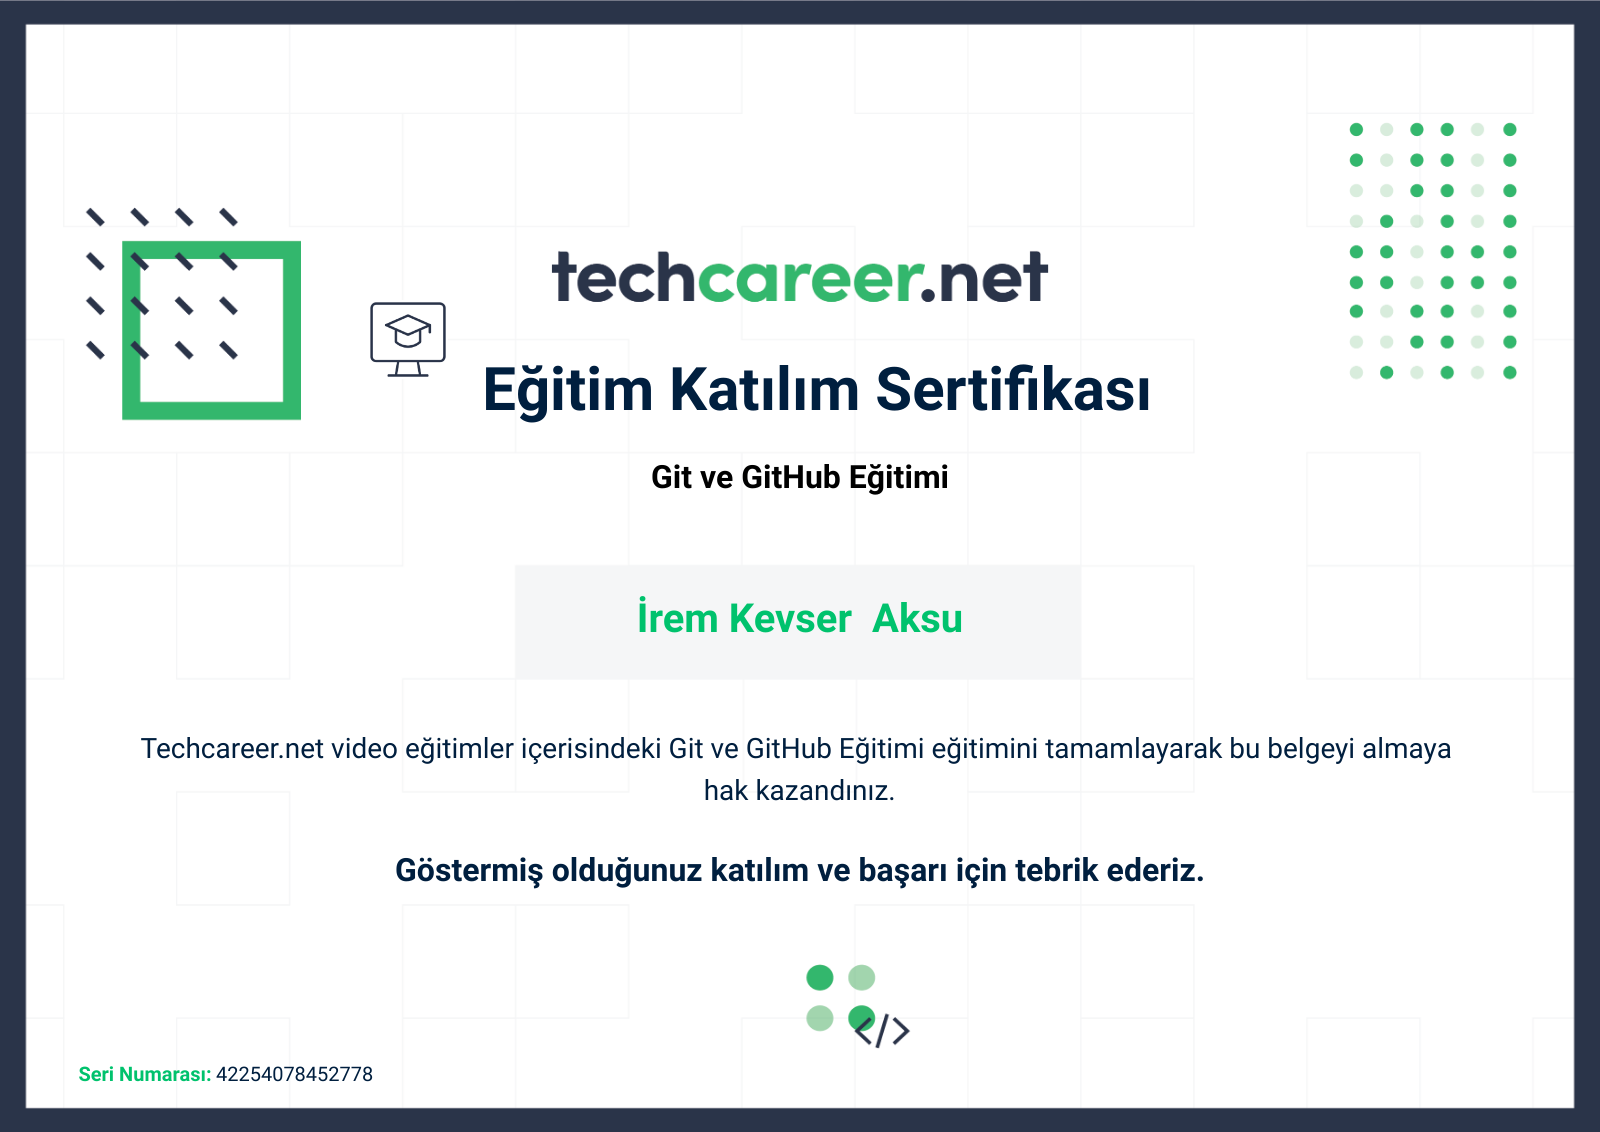 techcareer.net
Eğitim Katılım Sertifikası
Git ve GitHub Eğitimi
İrem Kevser  Aksu
Techcareer.net video eğitimler içerisindeki Git ve GitHub Eğitimi eğitimini tamamlayarak bu belgeyi almaya
hak kazandınız.
Göstermiş olduğunuz katılım ve başarı için tebrik ederiz.
</>
Seri Numarası: 42254078452778